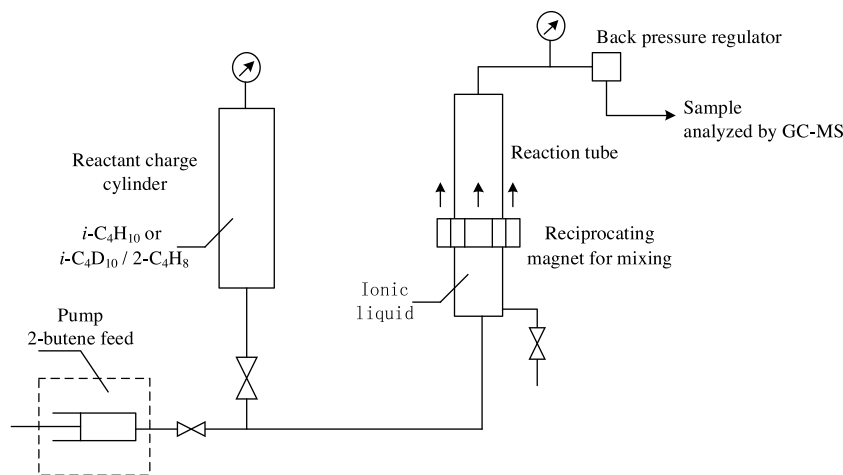 Back pressure regulator
Sample
analyzed by GC-MS
Reaction tube
Reactant charge
cylinder
i-C₄H₁₀ or
i-C₄D₁₀ / 2-C₄H₈
Reciprocating
magnet for mixing
Ionic
liquid
Pump
2-butene feed